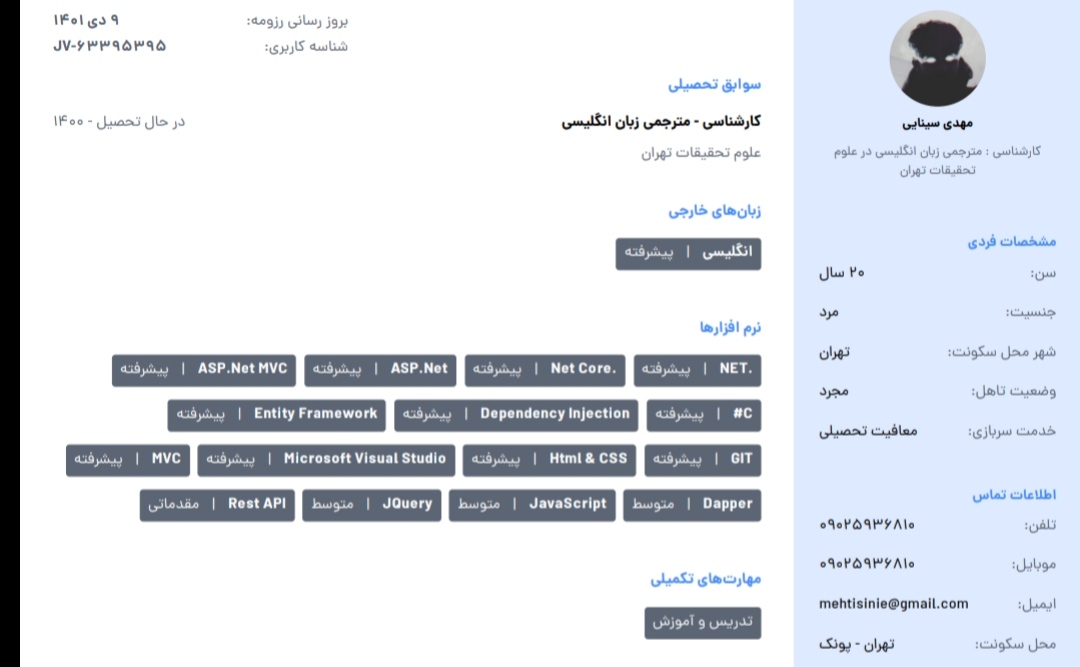 مهدی سینایی
کارشناسی : مترجمی زبان انگلیسی در علوم
تحقیقات تهران
مشخصات فردی
سن: ۲۰ سال
جنسیت: مرد
شهر محل سکونت: تهران
وضعیت تاهل: مجرد
خدمت سربازی: معافیت تحصیلی
اطلاعات تماس
تلفن: ۰۹۰۲۵۹۳۶۸۱۰
موبایل: ۰۹۰۲۵۹۳۶۸۱۰
ایمیل: mehtisinie@gmail.com
محل سکونت: تهران - پونک
بروز رسانی رزومه: ۹ دی ۱۴۰۱
شناسه کاربری: JV-۶۳۳۹۵۳۹۵
سوابق تحصیلی
کارشناسی - مترجمی زبان انگلیسی در حال تحصیل - ۱۴۰۰
علوم تحقیقات تهران
زبان‌های خارجی
انگلیسی | پیشرفته
نرم افزارها
.NET | پیشرفته .Net Core | پیشرفته ASP.Net | پیشرفته ASP.Net MVC | پیشرفته
C# | پیشرفته Dependency Injection | پیشرفته Entity Framework | پیشرفته
GIT | پیشرفته Html & CSS | پیشرفته Microsoft Visual Studio | پیشرفته MVC | پیشرفته
Dapper | متوسط JavaScript | متوسط JQuery | متوسط Rest API | مقدماتی
مهارت‌های تکمیلی
تدریس و آموزش